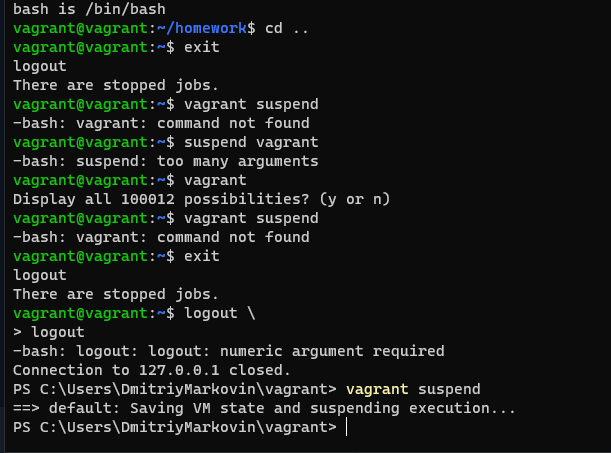 bash is /bin/bash
vagrant@vagrant:~/homework$ cd ..
vagrant@vagrant:~$ exit
logout
There are stopped jobs.
vagrant@vagrant:~$ vagrant suspend
-bash: vagrant: command not found
vagrant@vagrant:~$ suspend vagrant
-bash: suspend: too many arguments
vagrant@vagrant:~$ vagrant
Display all 100012 possibilities? (y or n)
vagrant@vagrant:~$ vagrant suspend
-bash: vagrant: command not found
vagrant@vagrant:~$ exit
logout
There are stopped jobs.
vagrant@vagrant:~$ logout \
> logout
-bash: logout: logout: numeric argument required
Connection to 127.0.0.1 closed.
PS C:\Users\DmitriyMarkovin\vagrant> vagrant suspend
==> default: Saving VM state and suspending execution...
PS C:\Users\DmitriyMarkovin\vagrant>